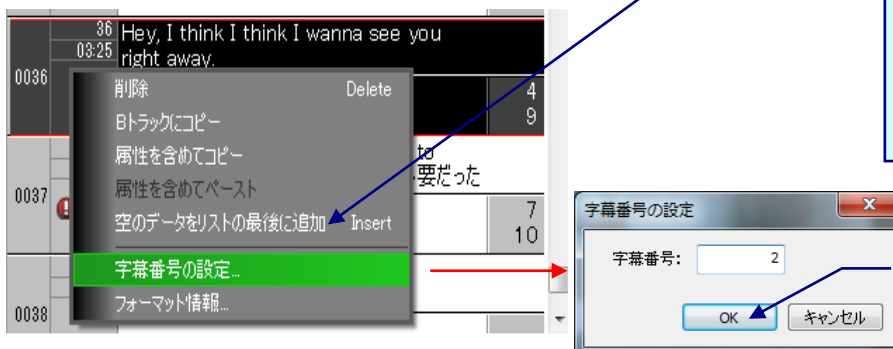 36 Hey, I think I think I wanna see you
03:25 right away.
0036
削除 Delete
4
9
Bトラックにコピー
属性を含めてコピー
to
要だった
属性を含めてペースト
0037
空のデータをリストの最後に追加 Insert
7
10
字幕番号の設定...
フォーマット情報...
0038
字幕番号の設定
x
字幕番号: 2
OK キャンセル